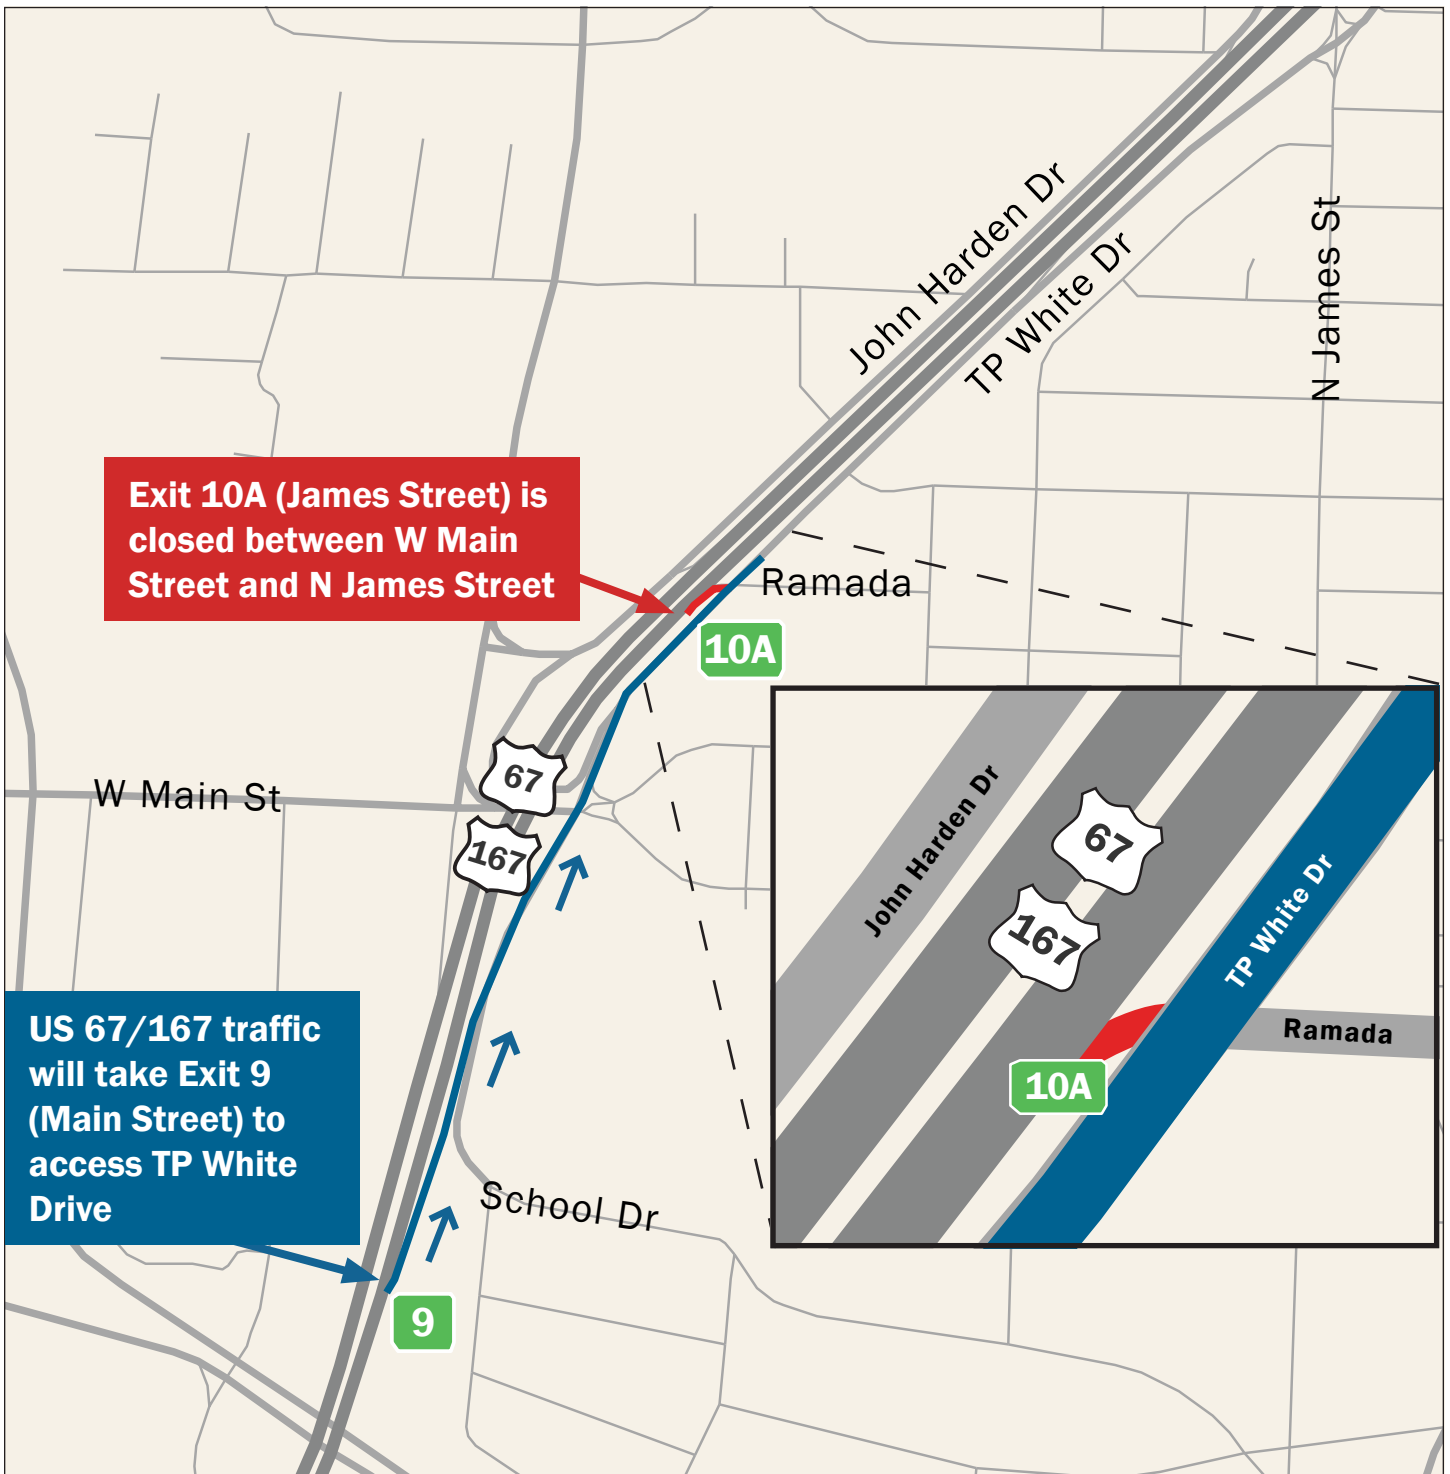 John Harden Dr
TP White Dr
N James St
Exit 10A (James Street) is
closed between W Main
Street and N James Street
Ramada
10A
W Main St
67
167
John Harden Dr
67
167
TP White Dr
Ramada
10A
US 67/167 traffic
will take Exit 9
(Main Street) to
access TP White
Drive
School Dr
9